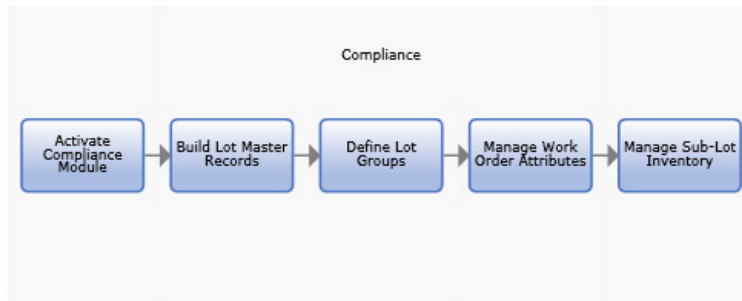 Compliance
Activate
Compliance
Module
Build Lot Master
Records
Define Lot
Groups
Manage Work
Order Attributes
Manage Sub-Lot
Inventory